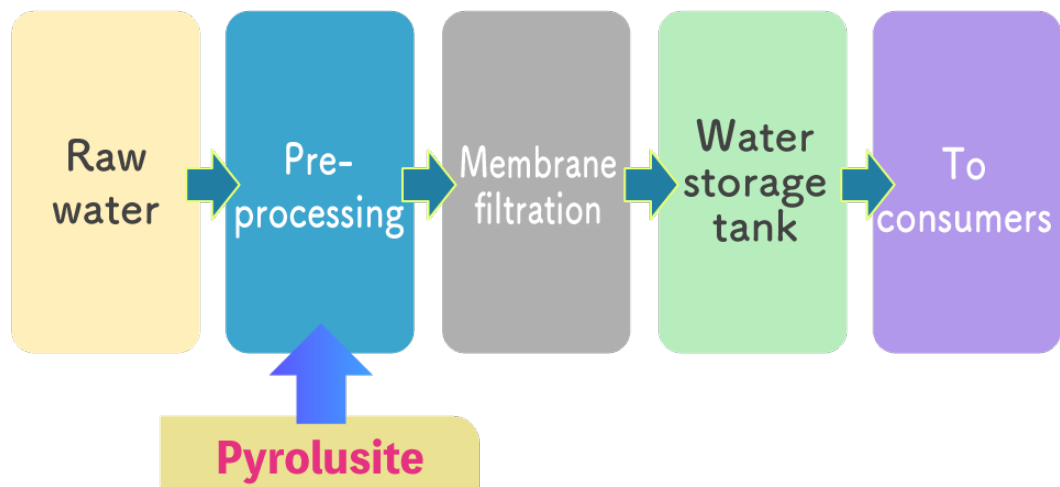 Raw
water
Pre-
processing
Membrane
filtration
Water
storage
tank
To
consumers
Pyrolusite